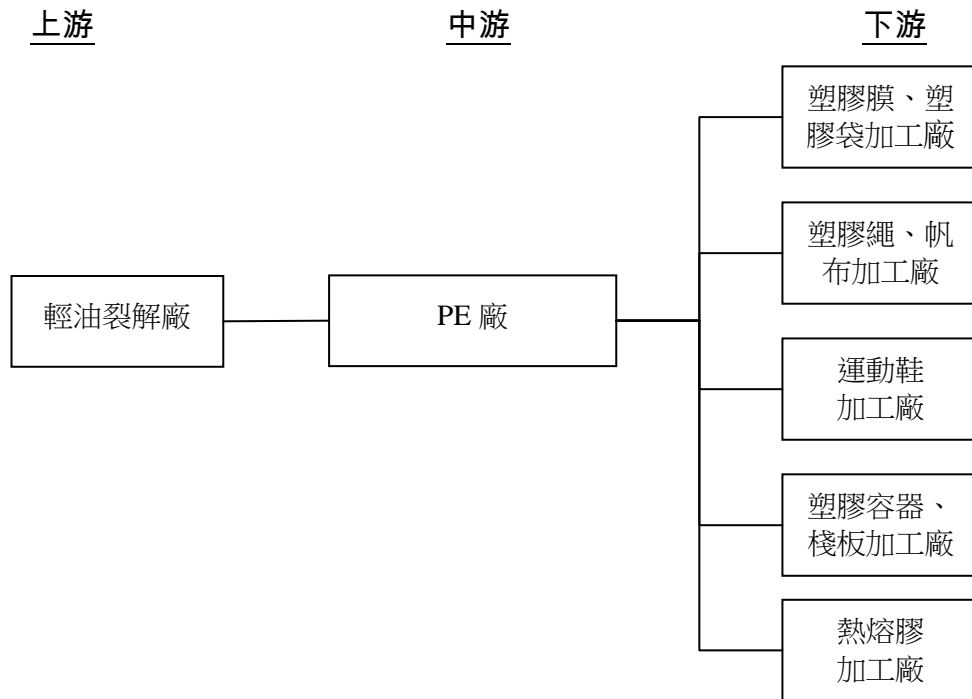 上游
中游
下游
塑膠膜、塑
膠袋加工廠
塑膠繩、帆
布加工廠
輕油裂解廠
PE 廠
運動鞋
加工廠
塑膠容器、
棧板加工廠
熱熔膠
加工廠